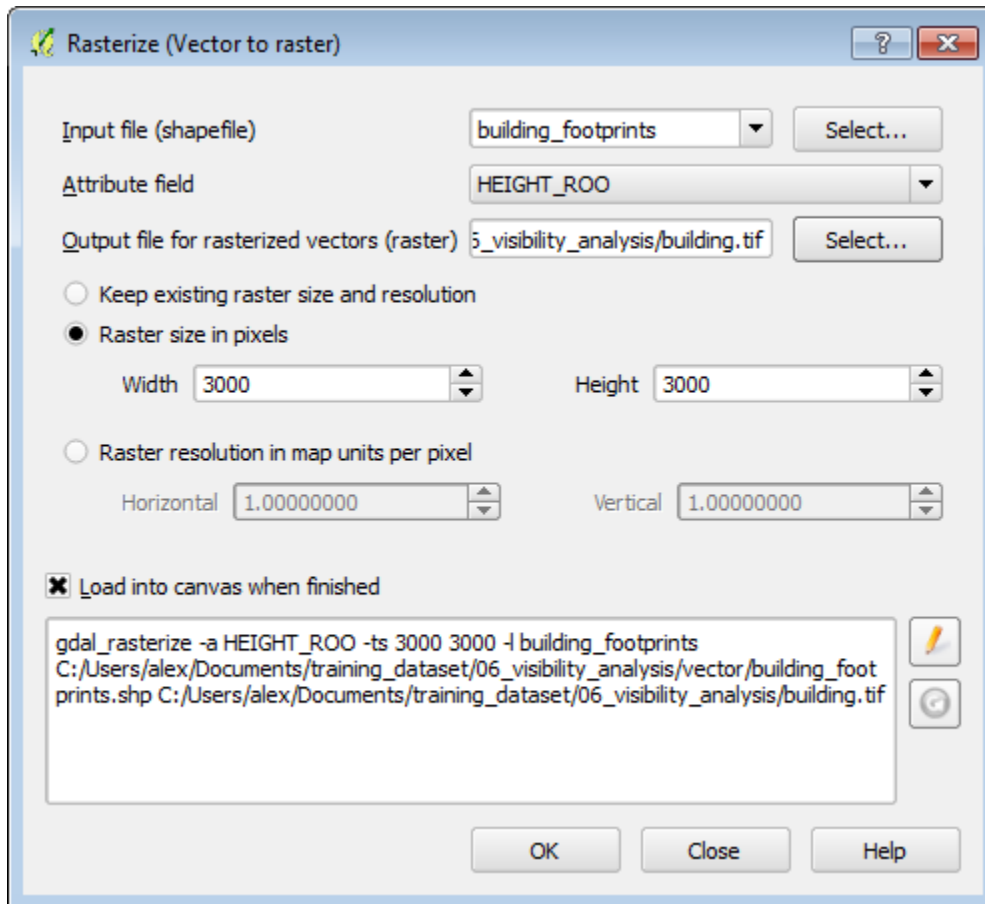 Rasterize (Vector to raster)
?
Input file (shapefile) building_footprints Select...
Attribute field HEIGHT_ROO
Output file for rasterized vectors (raster) 6_visibility_analysis/building.tif Select...
Keep existing raster size and resolution
Raster size in pixels
Width 3000 Height 3000
Raster resolution in map units per pixel
Horizontal 1.00000000 Vertical 1.00000000
Load into canvas when finished
gdal_rasterize -a HEIGHT_ROO -ts 3000 3000 -l building_footprints
C:/Users/alex/Documents/training_dataset/06_visibility_analysis/vector/building_foot
prints.shp C:/Users/alex/Documents/training_dataset/06_visibility_analysis/building.tif
OK Close Help